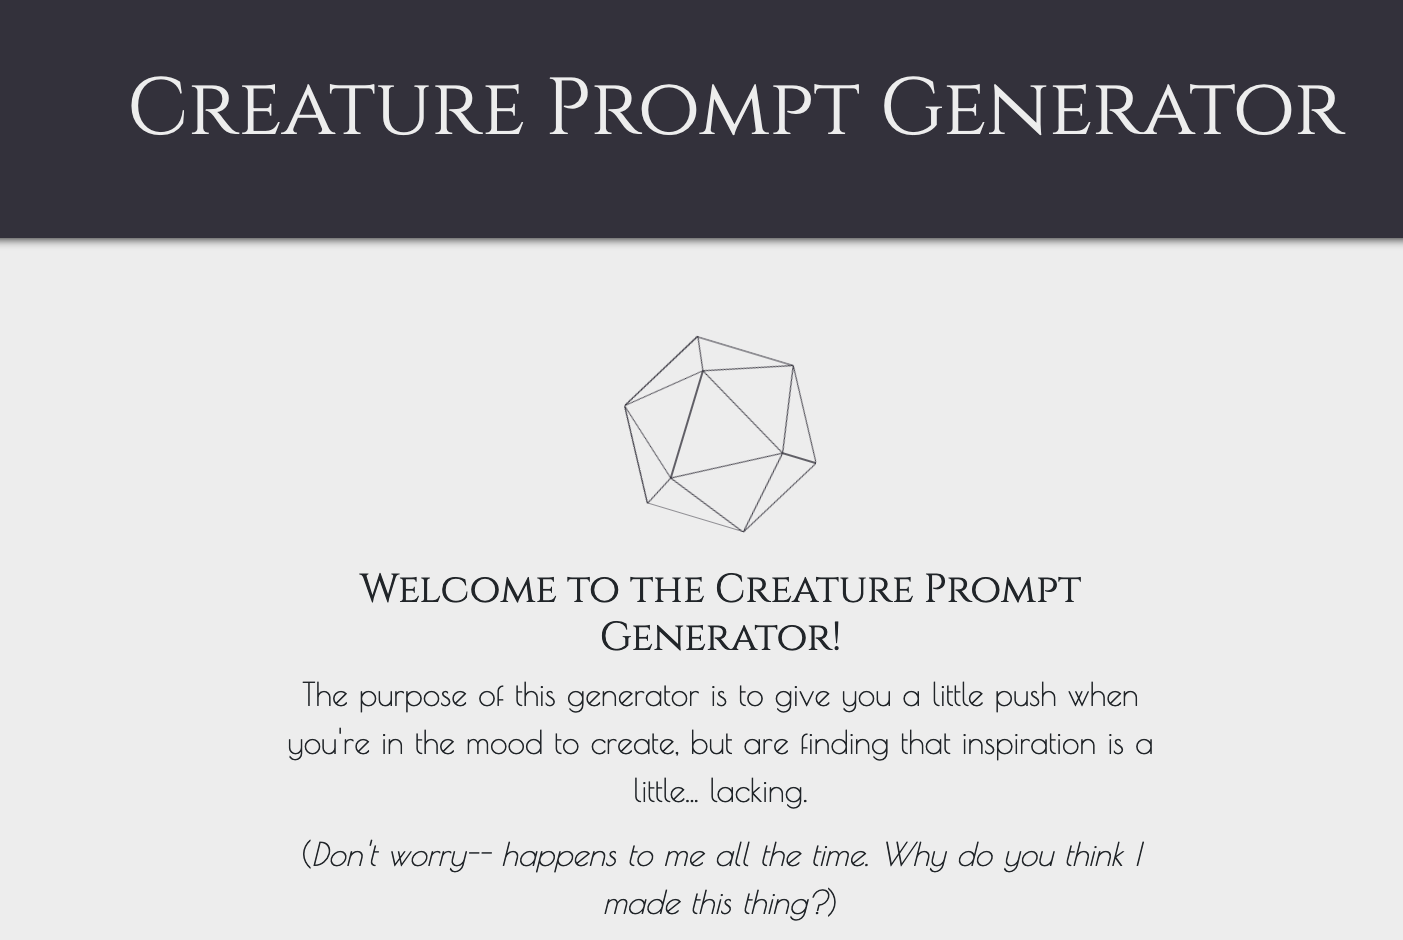 Creature Prompt Generator
Welcome to the Creature Prompt
Generator!
The purpose of this generator is to give you a little push when
you're in the mood to create, but are finding that inspiration is a
little... lacking.
(Don't worry-- happens to me all the time. Why do you think I
made this thing?)